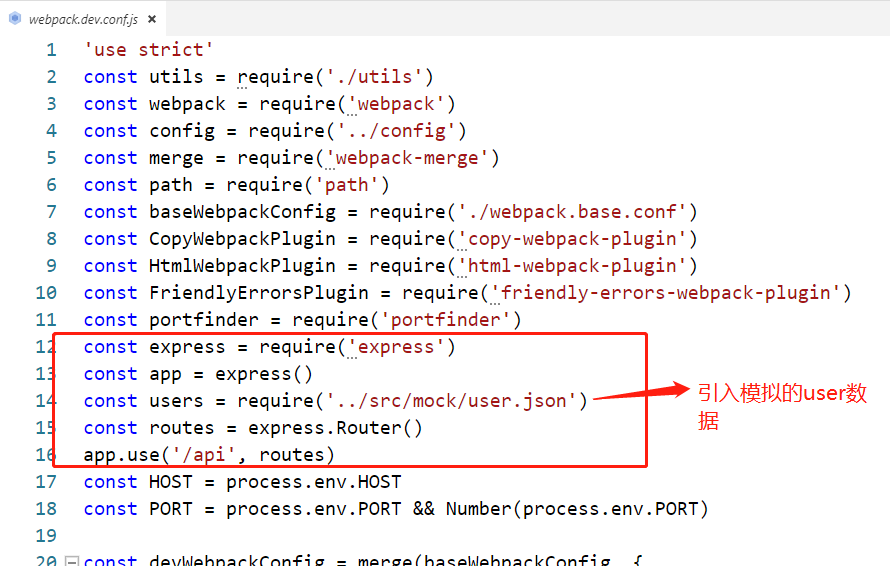 webpack.dev.conf.js ×
1 'use strict'
2 const utils = require('./utils')
3 const webpack = require('webpack')
4 const config = require('../config')
5 const merge = require('webpack-merge')
6 const path = require('path')
7 const baseWebpackConfig = require('./webpack.base.conf')
8 const CopyWebpackPlugin = require('copy-webpack-plugin')
9 const HtmlWebpackPlugin = require('html-webpack-plugin')
10 const FriendlyErrorsPlugin = require('friendly-errors-webpack-plugin')
11 const portfinder = require('portfinder')
12 const express = require('express')
13 const app = express()
14 const users = require('../src/mock/user.json')
引入模拟的user数
据
15 const routes = express.Router()
16 app.use('/api', routes)
17 const HOST = process.env.HOST
18 const PORT = process.env.PORT && Number(process.env.PORT)
19
20 const devWebpackConfig = merge(baseWebpackConfig, {